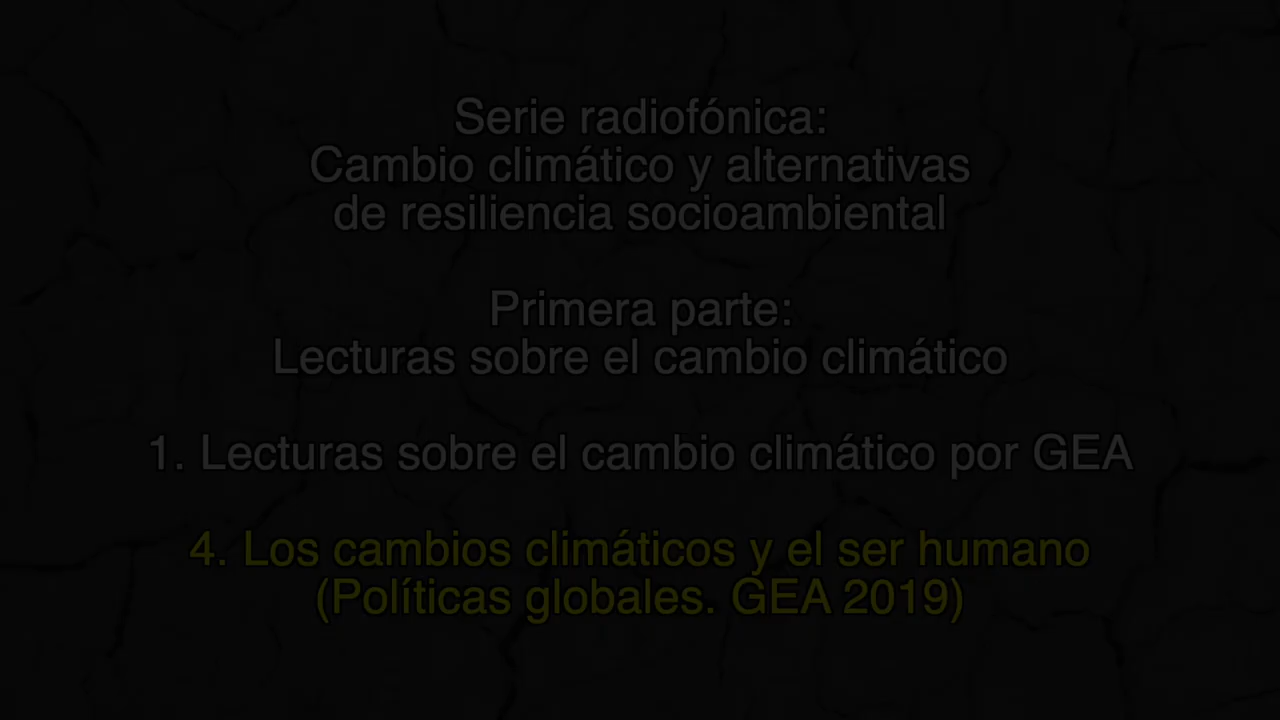 Serie radiofónica:
Cambio climático y alternativas
de resiliencia socioambiental
Primera parte:
Lecturas sobre el cambio climático
1. Lecturas sobre el cambio climático por GEA
4. Los cambios climáticos y el ser humano
(Políticas globales. GEA 2019)